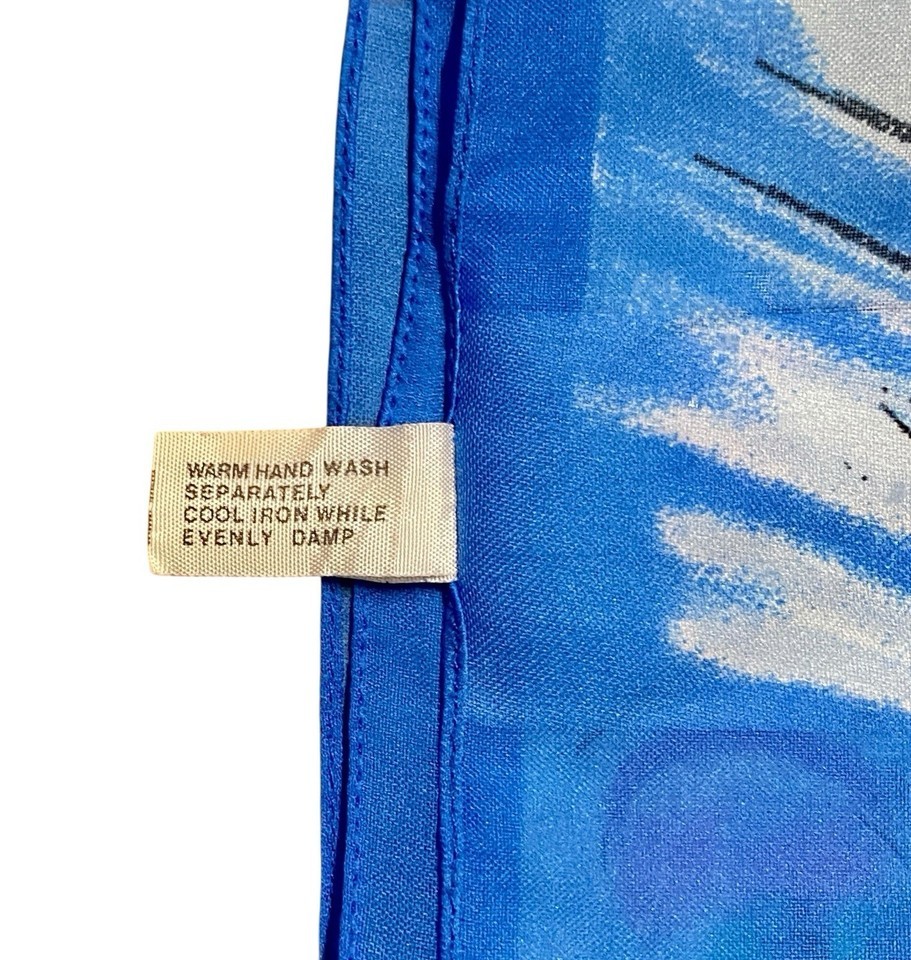 WARM HAND WASH
SEPARATELY
COOL IRON WHILE
EVENLY DAMP